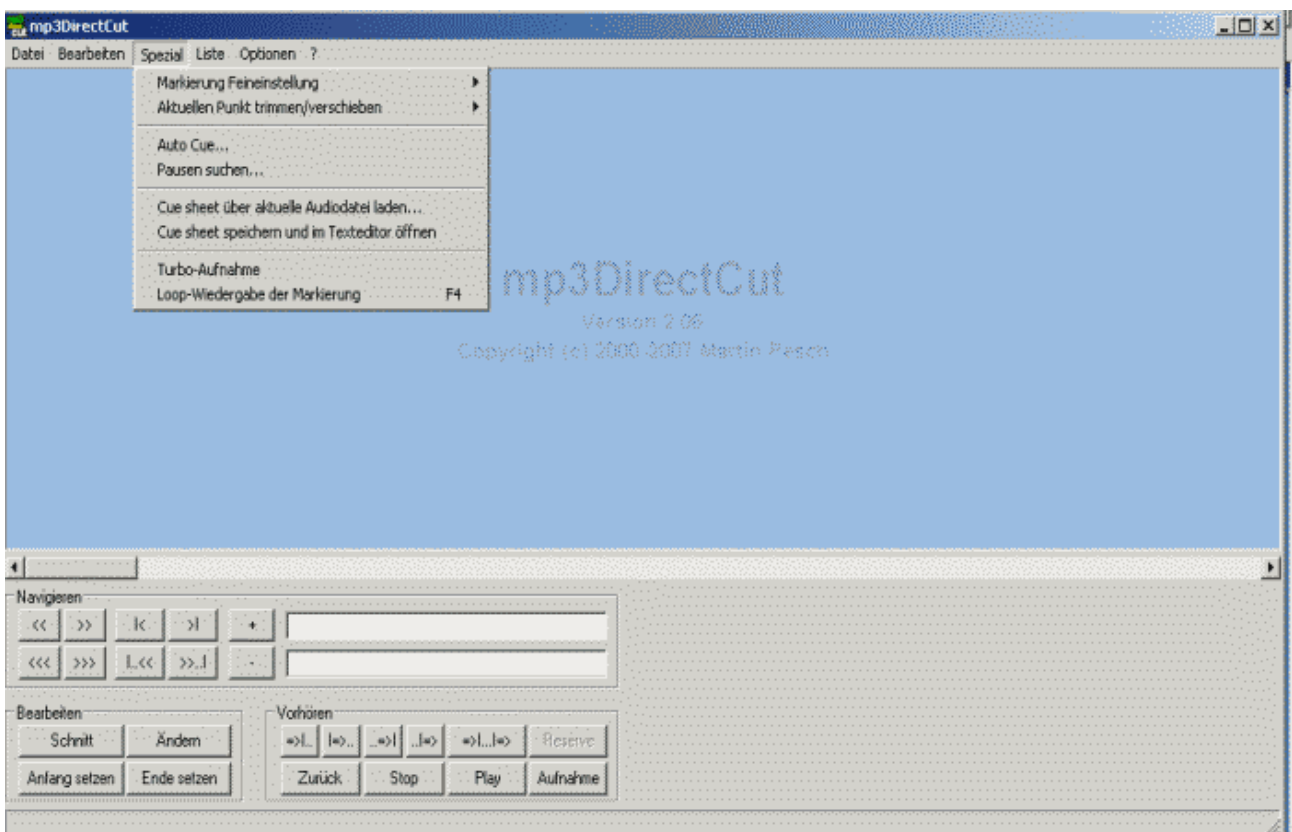 mp3DirectCut
Datei Bearbeiten Spezial Liste Optionen ?
Markierung Feineinstellung
Aktuellen Punkt trimmen/verschieben
Auto Cue...
Pausen suchen...
Cue sheet über aktuelle Audiodatei laden...
Cue sheet speichern und im Texteditor öffnen
Turbo-Aufnahme
Loop-Wiedergabe der Markierung F4
mp3DirectCut
Version 2.06
Copyright (c) 2000-2007 Martin Pesch
Navigieren
<< >> |< >| +
<<< >>> |..<< >>..| -
Bearbeiten
Schnitt Ändern
Anfang setzen Ende setzen
Vorhören
=>|.. |=>.. ..=>| ..|=> =>|...|=> Reserve
Zurück Stop Play Aufnahme